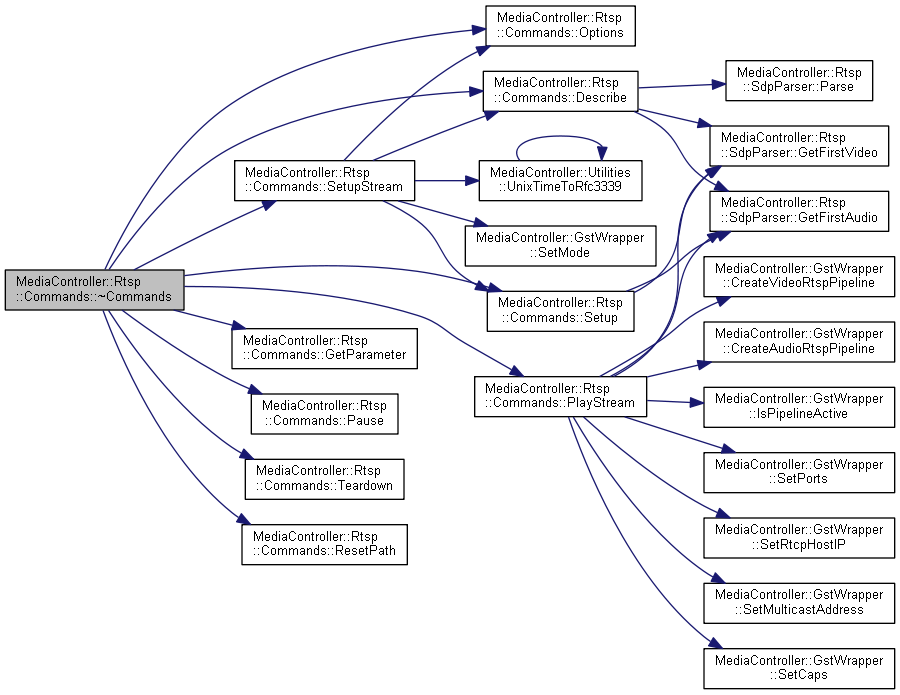 MediaController::Rtsp
::Commands::~Commands
MediaController::Rtsp
::Commands::SetupStream
MediaController::Rtsp
::Commands::GetParameter
MediaController::Rtsp
::Commands::Pause
MediaController::Rtsp
::Commands::Teardown
MediaController::Rtsp
::Commands::ResetPath
MediaController::Rtsp
::Commands::Options
MediaController::Rtsp
::Commands::Describe
MediaController::Utilities
::UnixTimeToRfc3339
MediaController::GstWrapper
::SetMode
MediaController::Rtsp
::Commands::Setup
MediaController::Rtsp
::Commands::PlayStream
MediaController::Rtsp
::SdpParser::Parse
MediaController::Rtsp
::SdpParser::GetFirstVideo
MediaController::Rtsp
::SdpParser::GetFirstAudio
MediaController::GstWrapper
::CreateVideoRtspPipeline
MediaController::GstWrapper
::CreateAudioRtspPipeline
MediaController::GstWrapper
::IsPipelineActive
MediaController::GstWrapper
::SetPorts
MediaController::GstWrapper
::SetRtcpHostIP
MediaController::GstWrapper
::SetMulticastAddress
MediaController::GstWrapper
::SetCaps